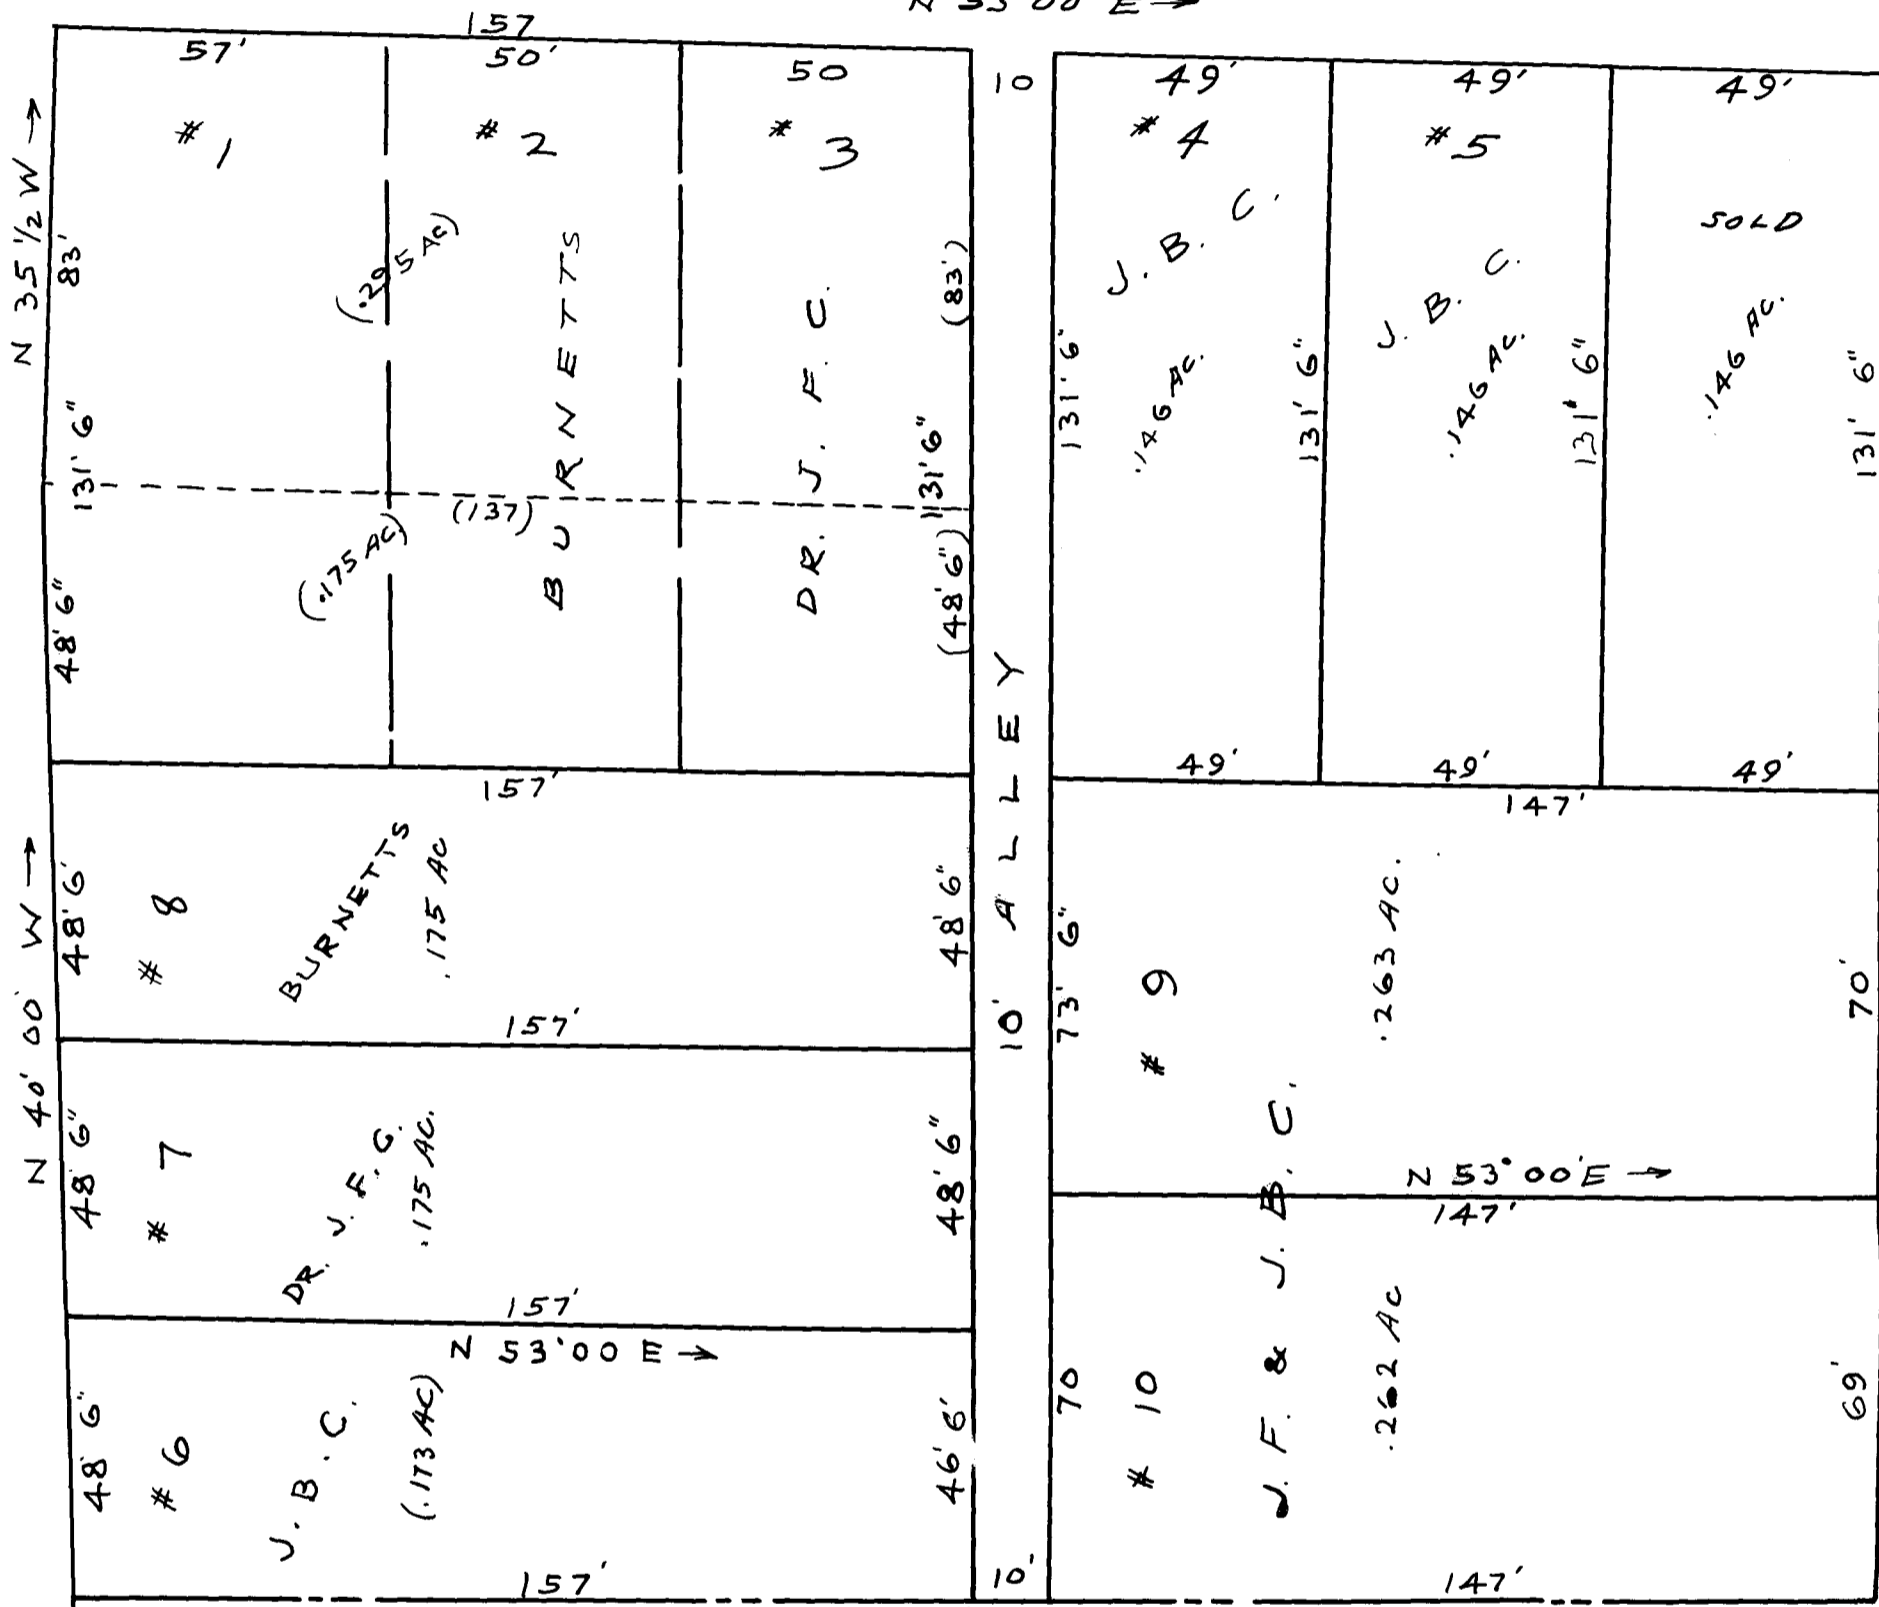 157
57'
50'
50
10
49'
49'
49'
# 1
# 2
# 3
# 4
# 5
SOLD
N 35 1/2 W →
83'
(.295 AC)
BURNETTS
DR. J. F. C.
(83')
J. B. C.
J. B. C.
131' 6"
.146 AC.
131' 6"
.146 AC.
131' 6"
.146 AC.
131' 6"
131' 6"
131' 6"
(137)
(.175 AC)
48' 6"
(48' 6")
10' ALLEY
157'
49'
49'
49'
147'
N 40' 00' W →
48' 6'
# 8
BURNETTS
.175 AC
48' 6"
157'
73' 6"
# 9
.263 AC.
70'
48' 6"
# 7
DR. J. F. C.
.175 AC.
48' 6"
157'
N 53° 00' E →
147'
N 53° 00 E →
48' 6"
# 6
J. B. C.
(.173 AC)
46' 6'
70
# 10
J. F. & J. B. C.
.262 AC
69'
157'
10'
147'